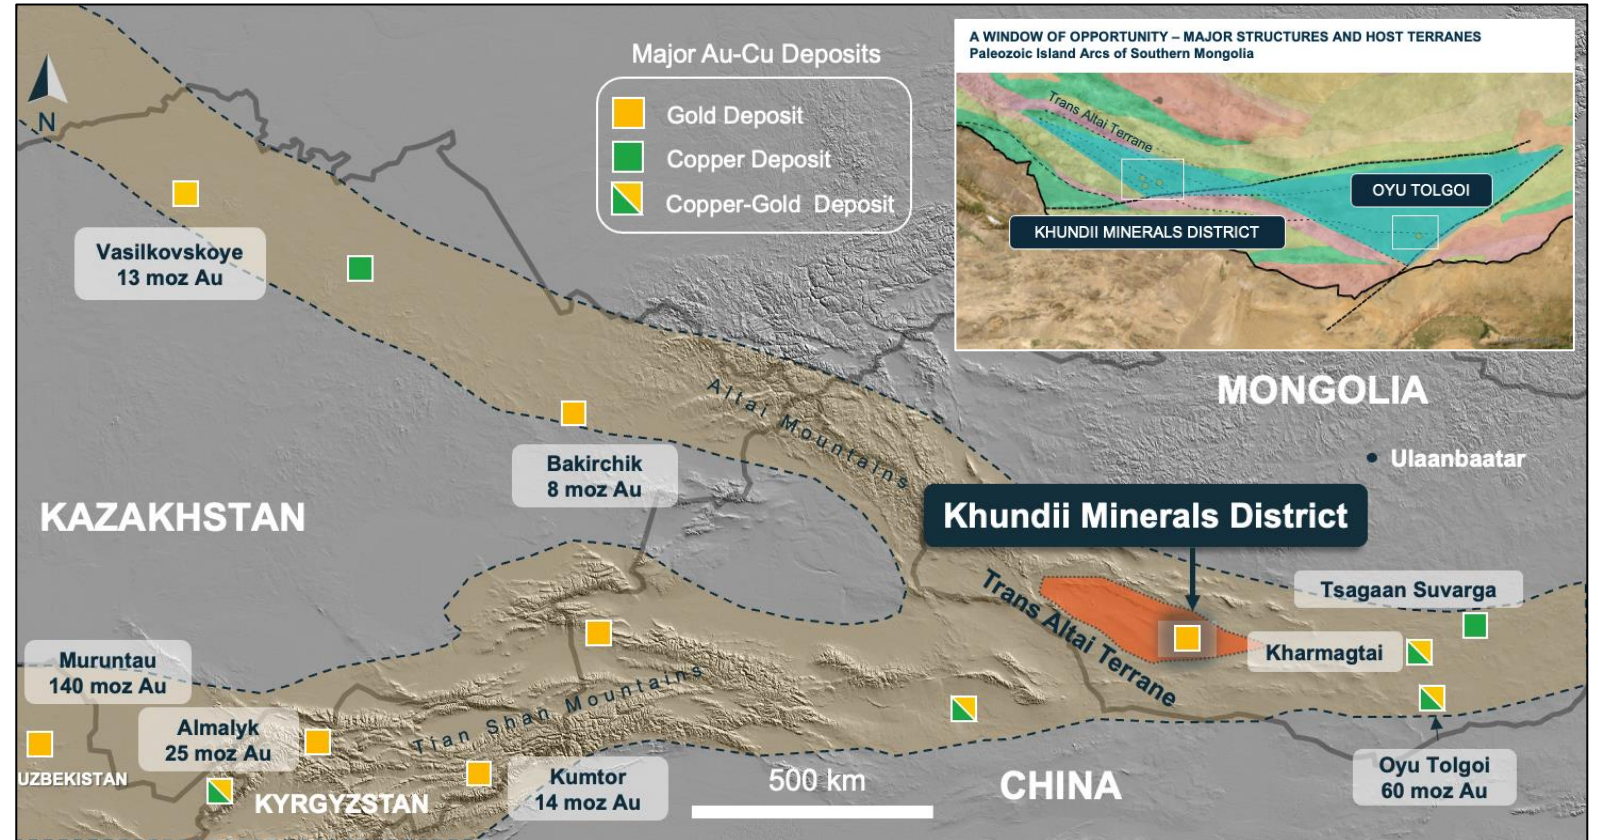 Major Au-Cu Deposits
Gold Deposit
Copper Deposit
Copper-Gold Deposit
A WINDOW OF OPPORTUNITY – MAJOR STRUCTURES AND HOST TERRANES
Paleozoic Island Arcs of Southern Mongolia
Trans Altai Terrane
OYU TOLGOI
KHUNDII MINERALS DISTRICT
N
Vasilkovskoye
13 moz Au
Altai Mountains
MONGOLIA
Ulaanbaatar
Bakirchik
8 moz Au
KAZAKHSTAN
Khundii Minerals District
Trans Altai Terrane
Tsagaan Suvarga
Kharmagtai
Muruntau
140 moz Au
Almalyk
25 moz Au
Tian Shan Mountains
UZBEKISTAN
KYRGYZSTAN
Kumtor
14 moz Au
500 km
CHINA
Oyu Tolgoi
60 moz Au